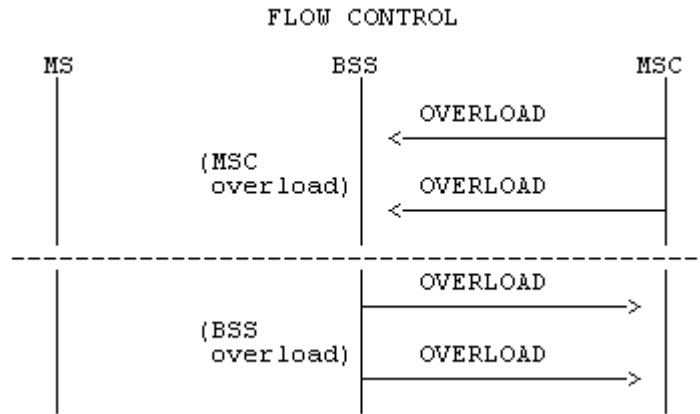 FLOW CONTROL
MS BSS MSC
OVERLOAD
(MSC
overload)
OVERLOAD
OVERLOAD
(BSS
overload)
OVERLOAD